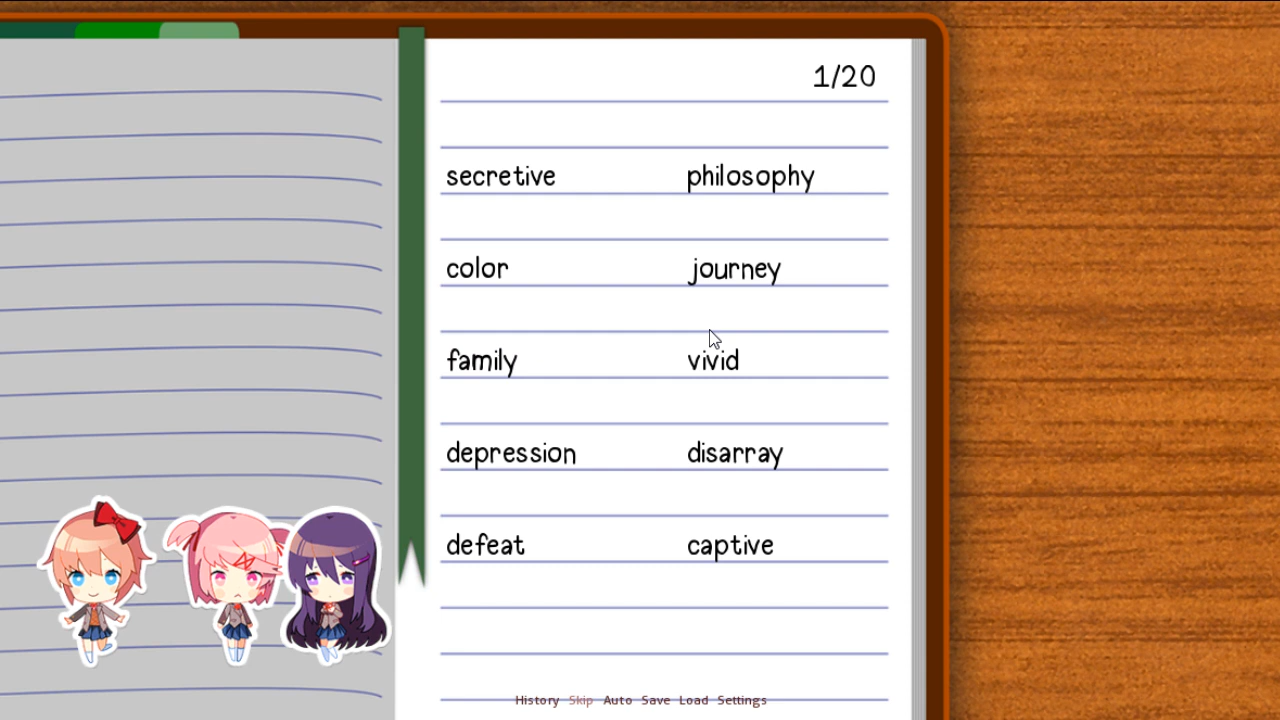 1/20
secretive philosophy
color journey
family vivid
depression disarray
defeat captive
History Skip Auto Save Load Settings